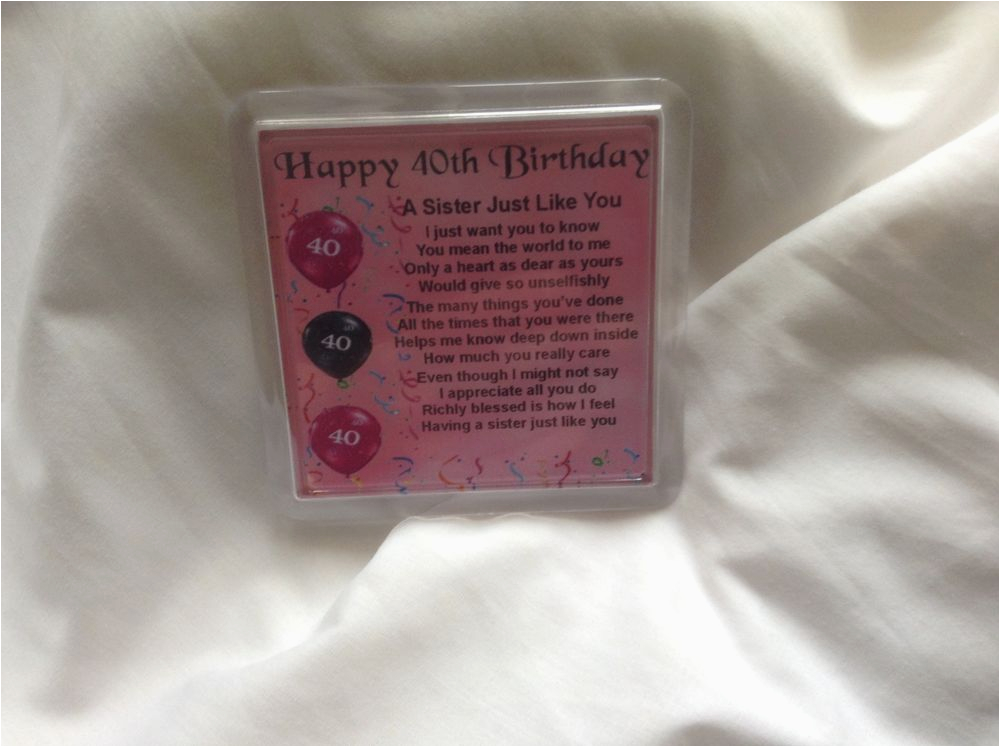 Happy 40th Birthday
A Sister Just Like You
I just want you to know
You mean the world to me
Only a heart as dear as yours
Would give so unselfishly
The many things you've done
All the times that you were there
Helps me know deep down inside
How much you really care
Even though I might not say
I appreciate all you do
Richly blessed is how I feel
Having a sister just like you
40
40
40
40
40
40